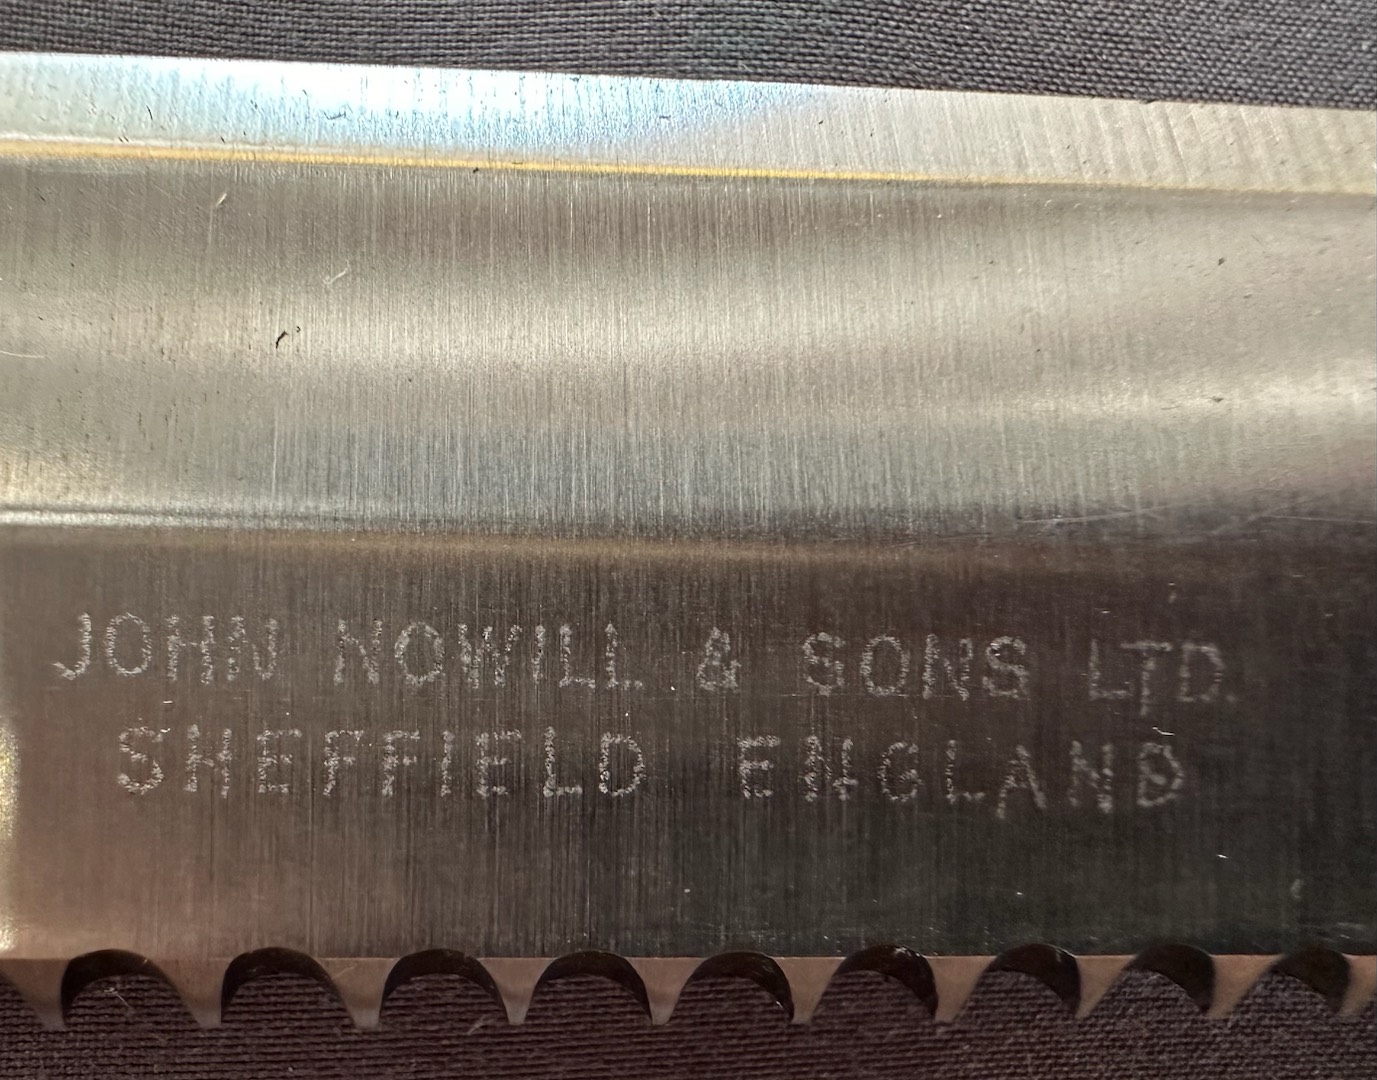 JOHN NOWILL & SONS LTD.
SHEFFIELD ENGLAND